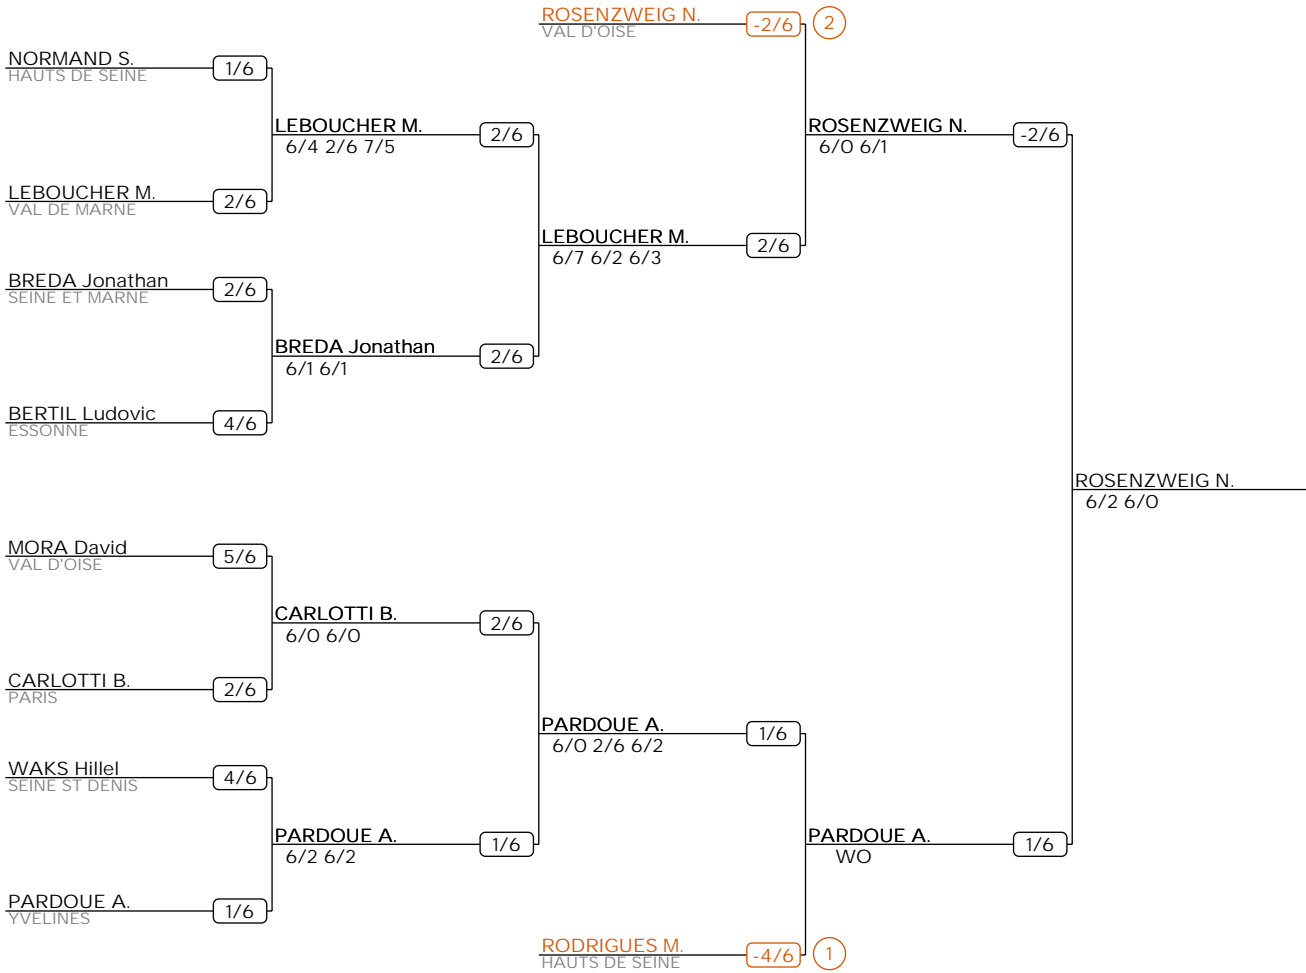 ROSENZWEIG N. -2/6 2
VAL D'OISE
NORMAND S. 1/6
HAUTS DE SEINE
LEBOUCHER M. 2/6
6/4 2/6 7/5
ROSENZWEIG N. -2/6
6/0 6/1
LEBOUCHER M. 2/6
VAL DE MARNE
LEBOUCHER M. 2/6
6/7 6/2 6/3
BREDA Jonathan 2/6
SEINE ET MARNE
BREDA Jonathan 2/6
6/1 6/1
BERTIL Ludovic 4/6
ESSONNE
ROSENZWEIG N.
6/2 6/0
MORA David 5/6
VAL D'OISE
CARLOTTI B. 2/6
6/0 6/0
CARLOTTI B. 2/6
PARIS
PARDOUE A. 1/6
6/0 2/6 6/2
WAKS Hillel 4/6
SEINE ST DENIS
PARDOUE A. 1/6
6/2 6/2
PARDOUE A. 1/6
WO
PARDOUE A. 1/6
YVELINES
RODRIGUES M. -4/6 1
HAUTS DE SEINE